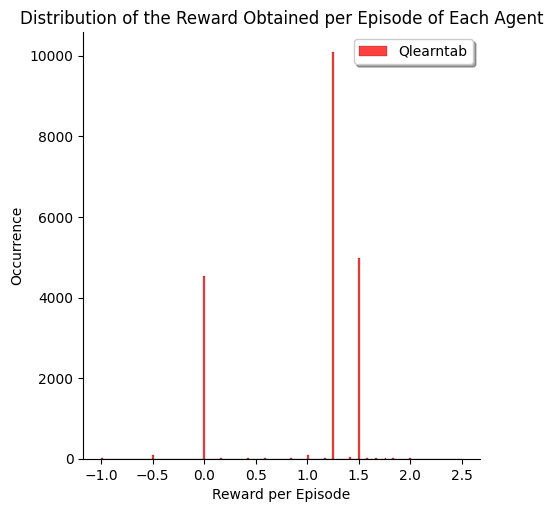 Distribution of the Reward Obtained per Episode of Each Agent
Qlearntab
10000
8000
6000
4000
2000
0
Occurrence
−1.0 −0.5 0.0 0.5 1.0 1.5 2.0 2.5
Reward per Episode